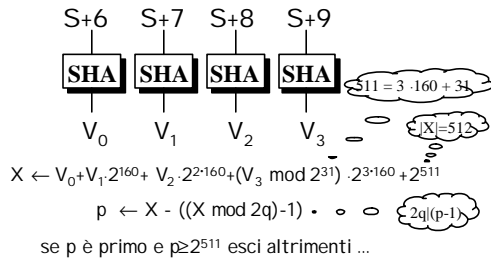 S+6 S+7 S+8 S+9
SHA SHA SHA SHA
511 = 3 ·160 + 31
V₀ V₁ V₂ V₃
|X|=512
X ← V₀+V₁·2¹⁶⁰+ V₂·2²˙¹⁶⁰+(V₃ mod 2³¹) ·2³˙¹⁶⁰+2⁵¹¹
p ← X - ((X mod 2q)-1)
2q|(p-1)
se p è primo e p≥2⁵¹¹ esci altrimenti ...